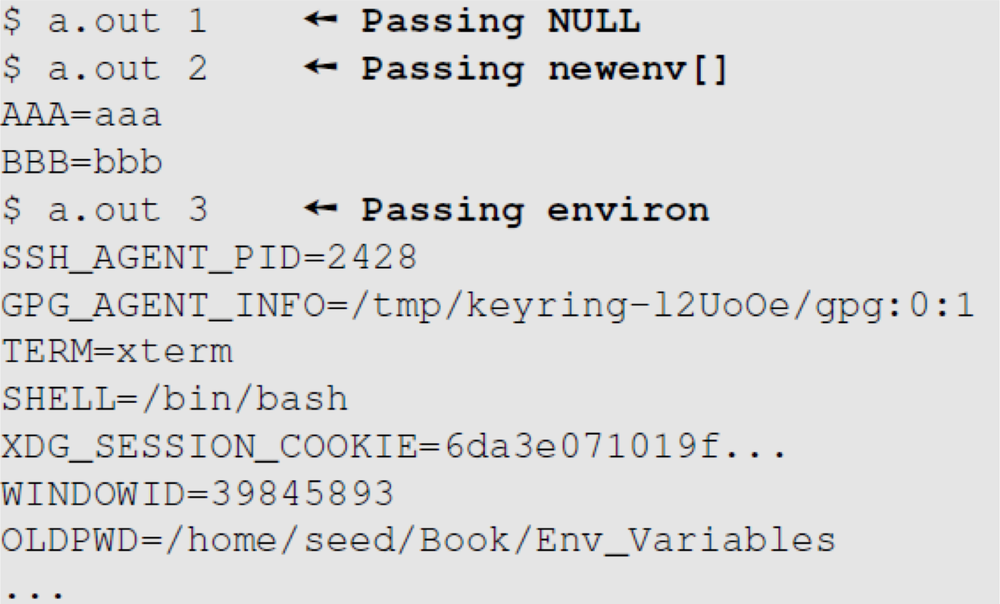 $ a.out 1 ← Passing NULL
$ a.out 2 ← Passing newenv[]
AAA=aaa
BBB=bbb
$ a.out 3 ← Passing environ
SSH_AGENT_PID=2428
GPG_AGENT_INFO=/tmp/keyring-l2UoOe/gpg:0:1
TERM=xterm
SHELL=/bin/bash
XDG_SESSION_COOKIE=6da3e071019f...
WINDOWID=39845893
OLDPWD=/home/seed/Book/Env_Variables
...